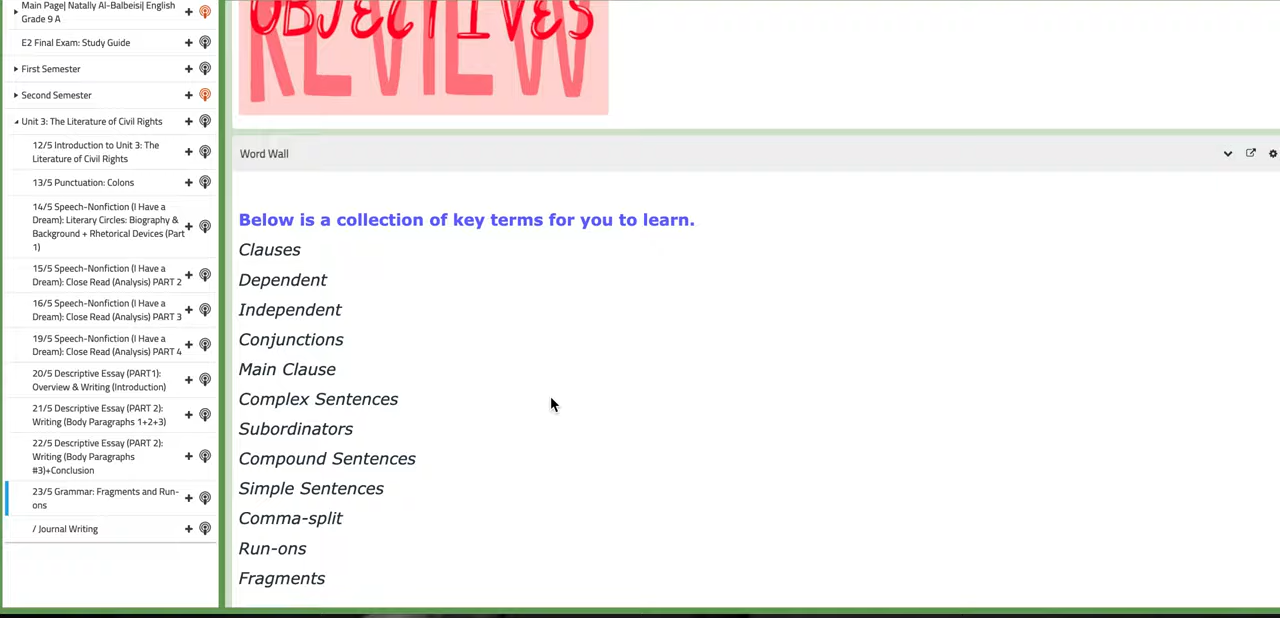 Main Page| Natally Al-Balbeisi| English
Grade 9 A
E2 Final Exam: Study Guide
First Semester
Second Semester
Unit 3: The Literature of Civil Rights
12/5 Introduction to Unit 3: The
Literature of Civil Rights
13/5 Punctuation: Colons
14/5 Speech-Nonfiction (I Have a
Dream): Literary Circles: Biography &
Background + Rhetorical Devices (Part
1)
15/5 Speech-Nonfiction (I Have a
Dream): Close Read (Analysis) PART 2
16/5 Speech-Nonfiction (I Have a
Dream): Close Read (Analysis) PART 3
19/5 Speech-Nonfiction (I Have a
Dream): Close Read (Analysis) PART 4
20/5 Descriptive Essay (PART1):
Overview & Writing (Introduction)
21/5 Descriptive Essay (PART 2):
Writing (Body Paragraphs 1+2+3)
22/5 Descriptive Essay (PART 2):
Writing (Body Paragraphs
#3)+Conclusion
23/5 Grammar: Fragments and Run-
ons
/ Journal Writing
OBJECTIVES
REVIEW
Word Wall
Below is a collection of key terms for you to learn.
Clauses
Dependent
Independent
Conjunctions
Main Clause
Complex Sentences
Subordinators
Compound Sentences
Simple Sentences
Comma-split
Run-ons
Fragments